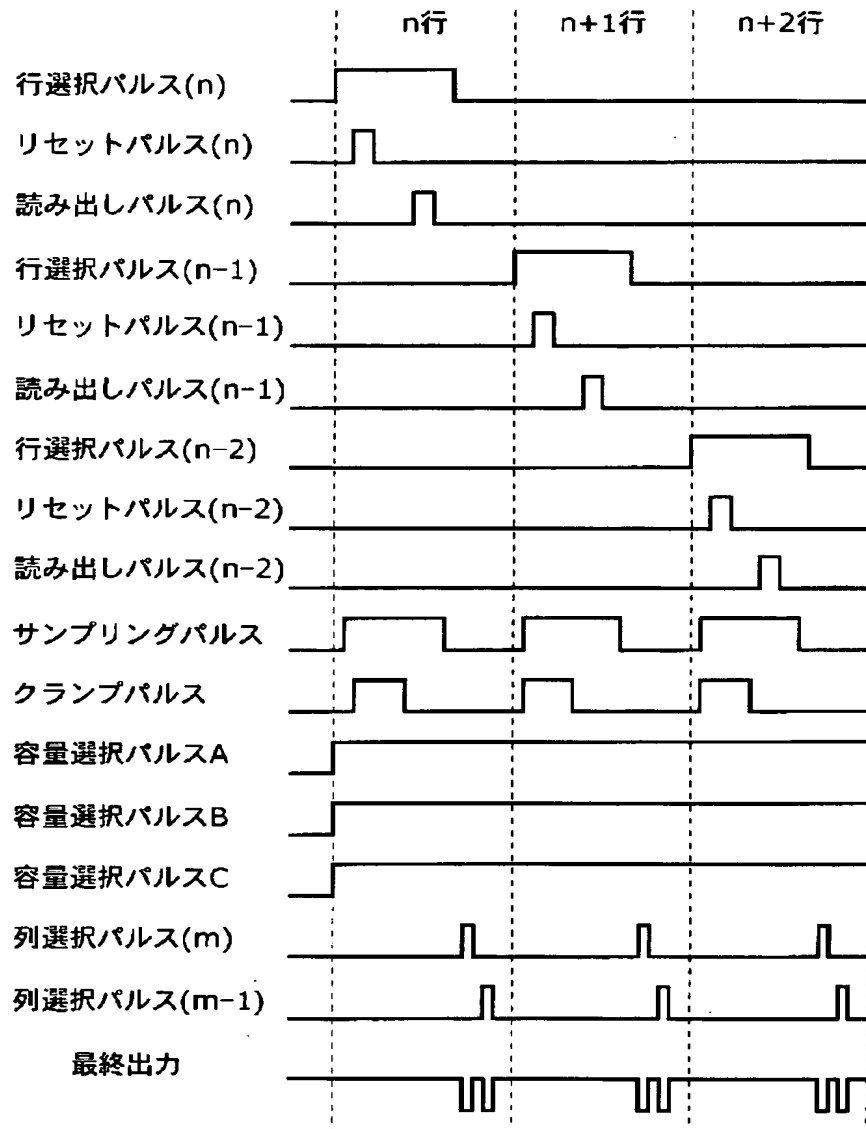 n行 n+1行 n+2行
行選択パルス(n)
リセットパルス(n)
読み出しパルス(n)
行選択パルス(n-1)
リセットパルス(n-1)
読み出しパルス(n-1)
行選択パルス(n-2)
リセットパルス(n-2)
読み出しパルス(n-2)
サンプリングパルス
クランプパルス
容量選択パルスA
容量選択パルスB
容量選択パルスC
列選択パルス(m)
列選択パルス(m-1)
最終出力